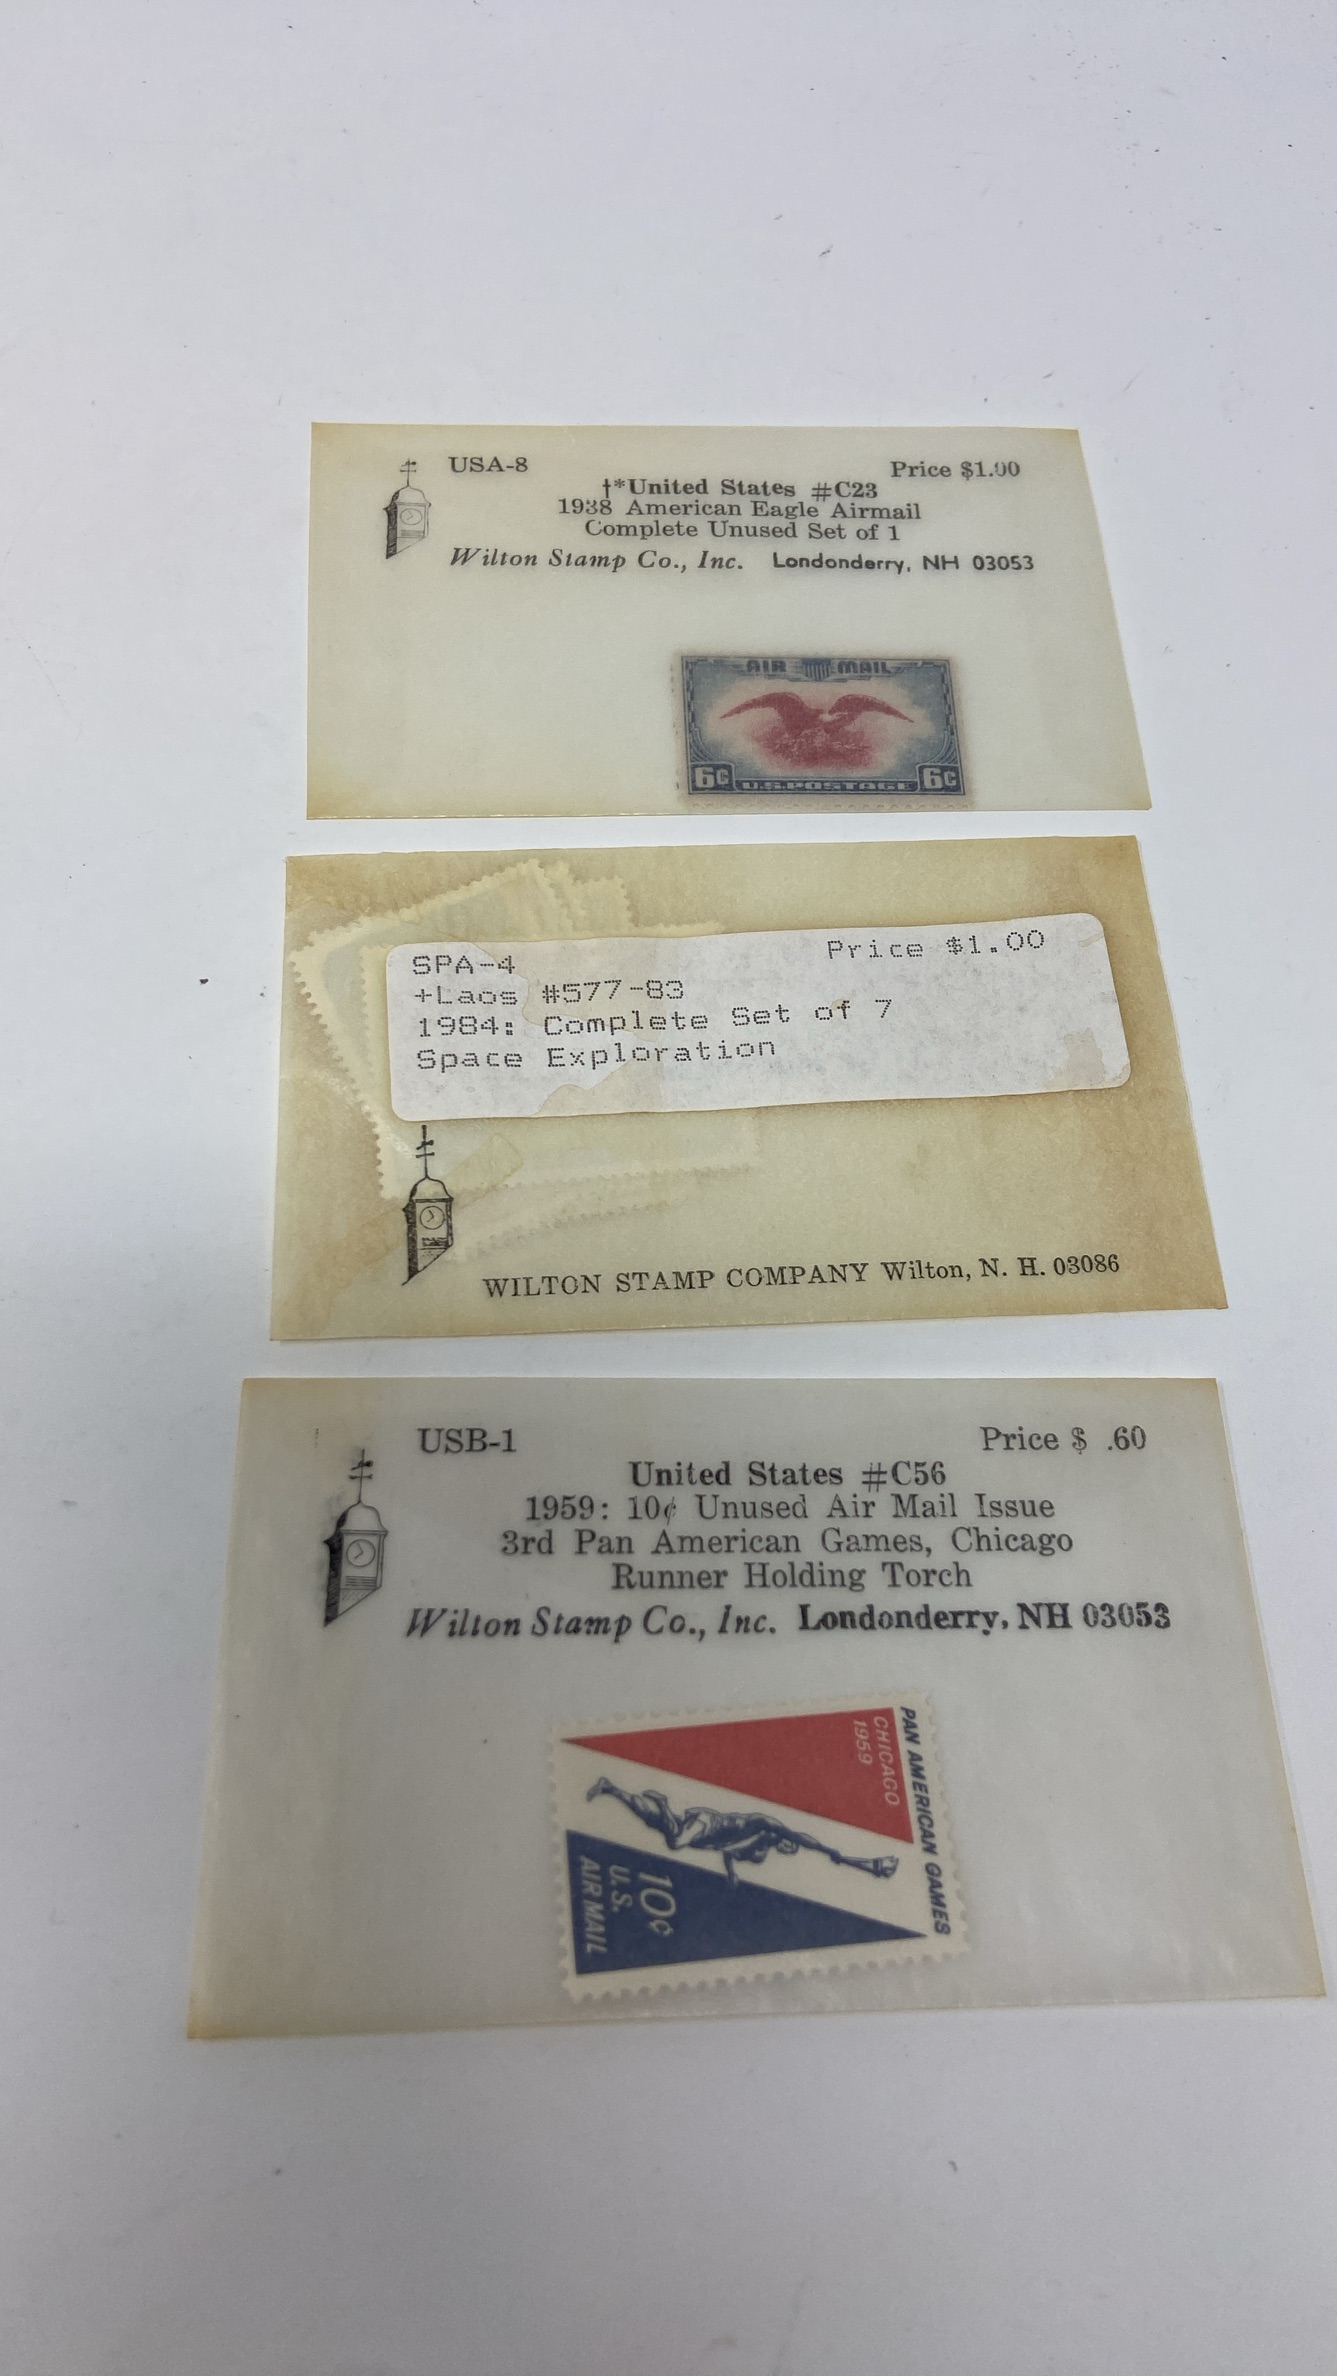 USA-8 Price $1.00
†*United States #C23
1938 American Eagle Airmail
Complete Unused Set of 1
Wilton Stamp Co., Inc. Londonderry, NH 03053
AIR MAIL
6¢ U.S. POSTAGE 6¢
SPA-4 Price $1.00
+Laos #577-83
1984: Complete Set of 7
Space Exploration
WILTON STAMP COMPANY Wilton, N. H. 03086
USB-1 Price $ .60
United States #C56
1959: 10¢ Unused Air Mail Issue
3rd Pan American Games, Chicago
Runner Holding Torch
Wilton Stamp Co., Inc. Londonderry, NH 03053
PAN AMERICAN GAMES
CHICAGO
1959
10¢
U.S.
AIR MAIL